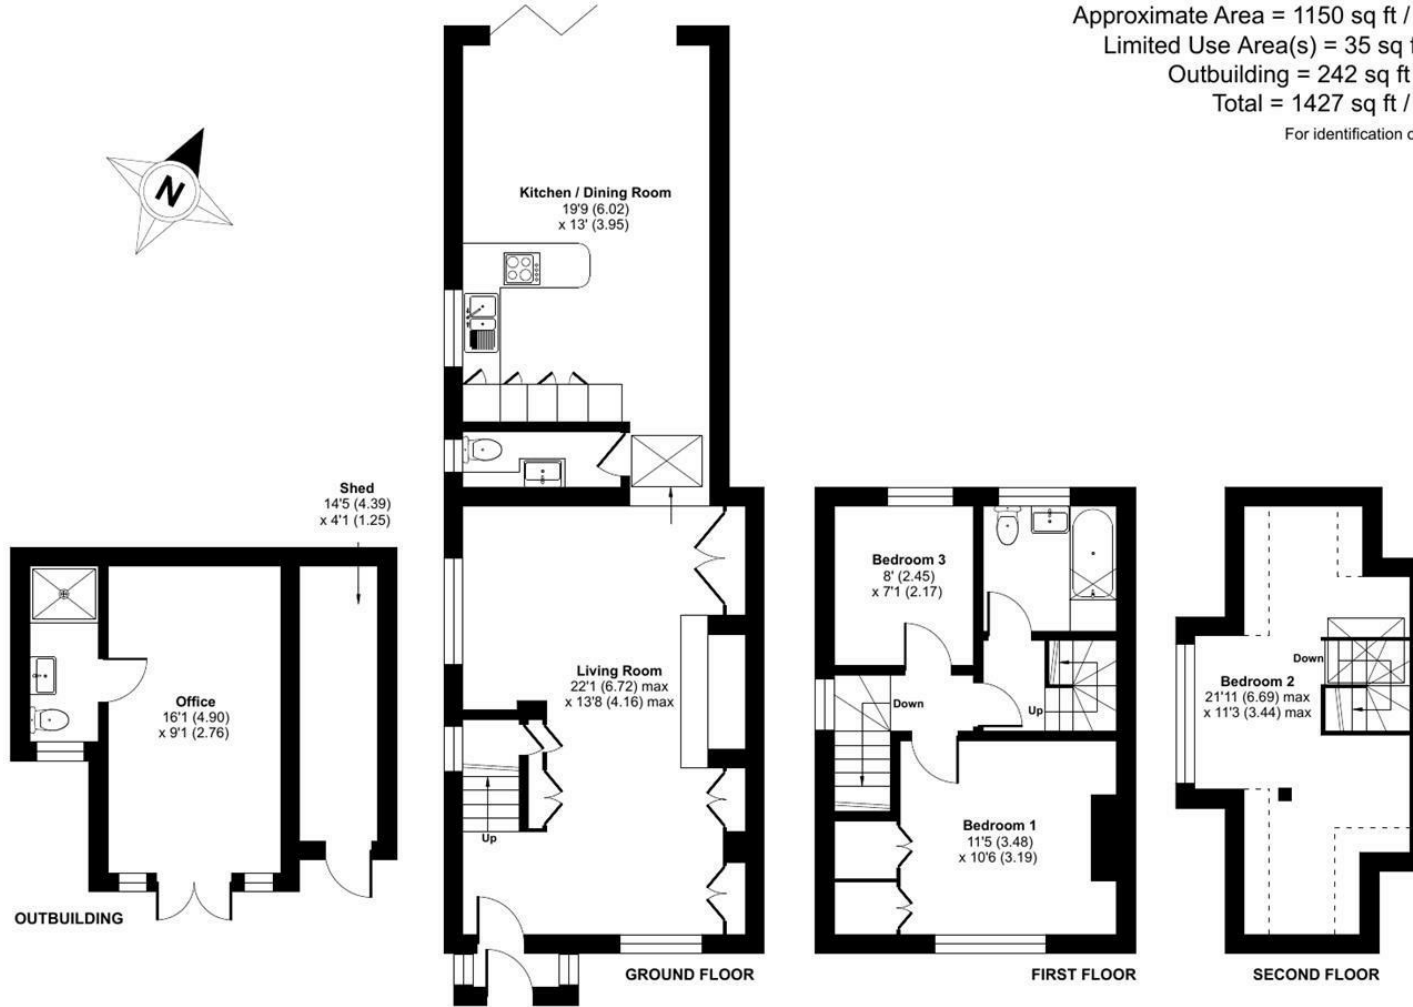 Approximate Area = 1150 sq ft /
Limited Use Area(s) = 35 sq
Outbuilding = 242 sq ft
Total = 1427 sq ft /
For identification
N
Kitchen / Dining Room
19'9 (6.02)
x 13' (3.95)
Shed
14'5 (4.39)
x 4'1 (1.25)
Office
16'1 (4.90)
x 9'1 (2.76)
OUTBUILDING
Living Room
22'1 (6.72) max
x 13'8 (4.16) max
Up
GROUND FLOOR
Bedroom 3
8' (2.45)
x 7'1 (2.17)
Down
Up
Bedroom 1
11'5 (3.48)
x 10'6 (3.19)
FIRST FLOOR
Down
Bedroom 2
21'11 (6.69) max
x 11'3 (3.44) max
SECOND FLOOR